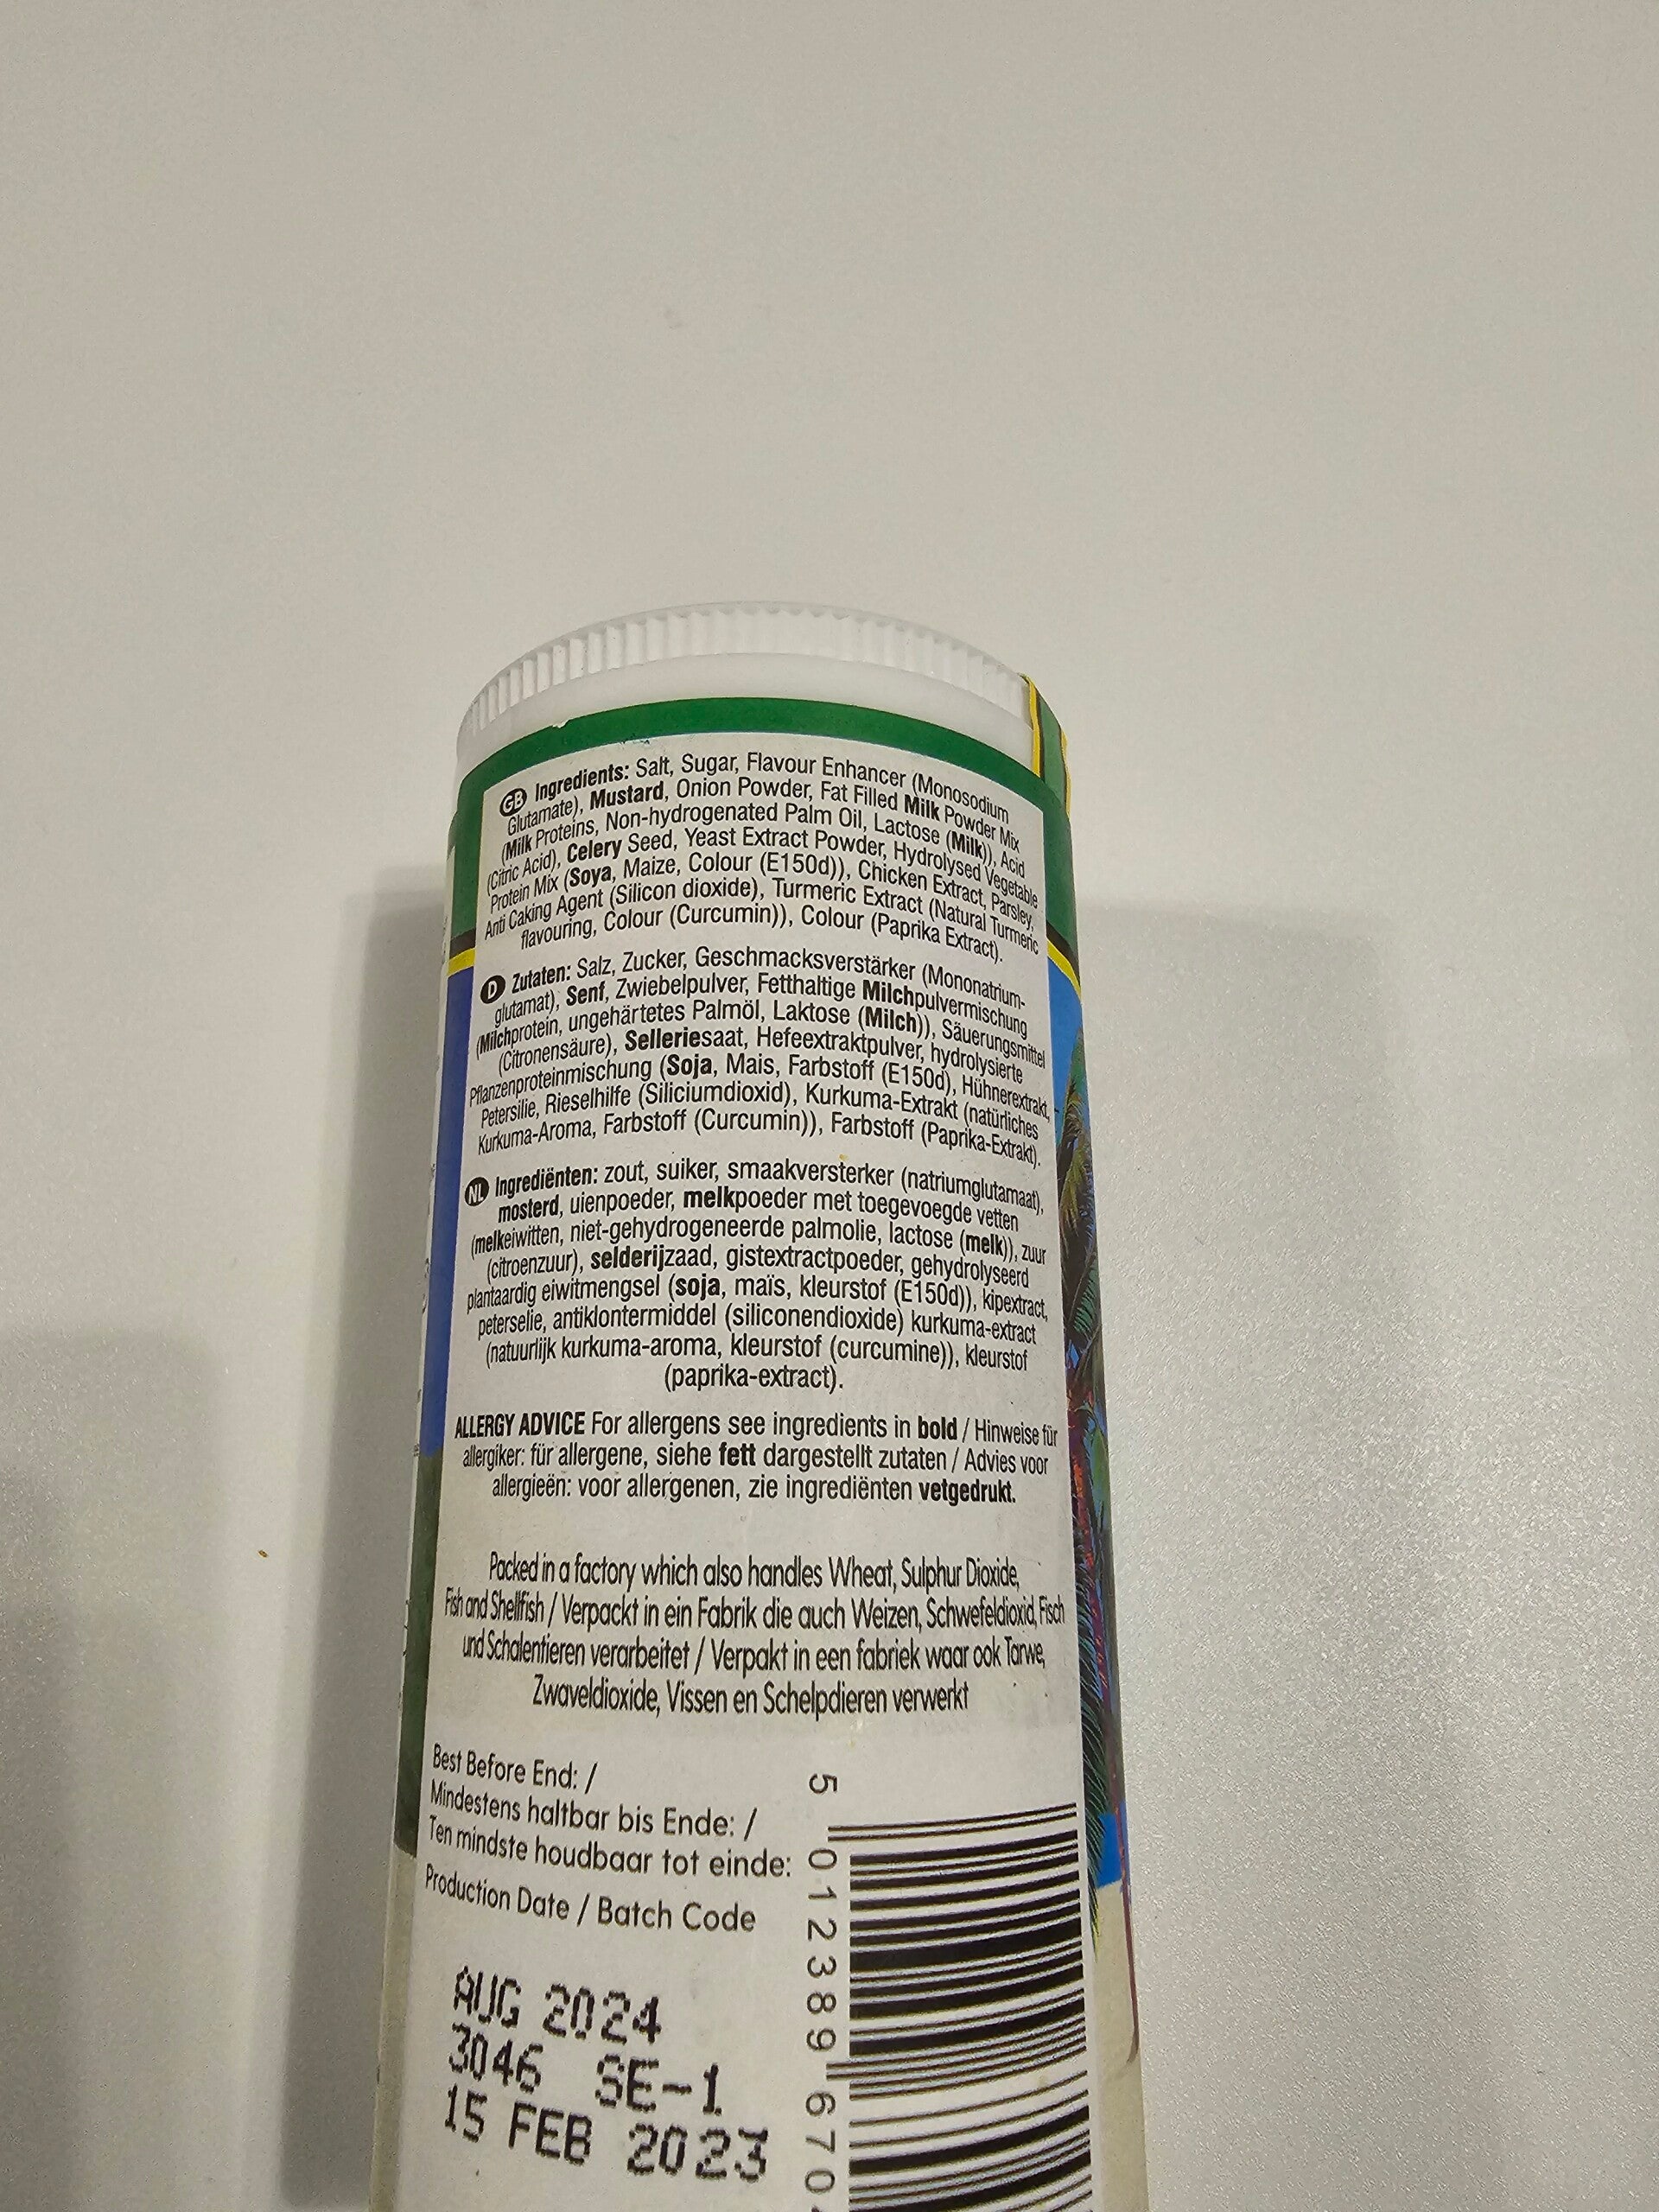 GB Ingredients: Salt, Sugar, Flavour Enhancer (Monosodium
Glutamate), Mustard, Onion Powder, Fat Filled Milk Powder Mix
(Milk Proteins, Non-hydrogenated Palm Oil, Lactose (Milk)), Acid
(Citric Acid), Celery Seed, Yeast Extract Powder, Hydrolysed Vegetable
Protein Mix (Soya, Maize, Colour (E150d)), Chicken Extract, Parsley,
Anti Caking Agent (Silicon dioxide), Turmeric Extract (Natural Turmeric
flavouring, Colour (Curcumin)), Colour (Paprika Extract).
D Zutaten: Salz, Zucker, Geschmacksverstärker (Mononatrium-
glutamat), Senf, Zwiebelpulver, Fetthaltige Milchpulvermischung
(Milchprotein, ungehärtetes Palmöl, Laktose (Milch)), Säuerungsmittel
(Citronensäure), Selleriesaat, Hefeextraktpulver, hydrolysierte
Pflanzenproteinmischung (Soja, Mais, Farbstoff (E150d), Hühnerextrakt,
Petersilie, Rieselhilfe (Siliciumdioxid), Kurkuma-Extrakt (natürliches
Kurkuma-Aroma, Farbstoff (Curcumin)), Farbstoff (Paprika-Extrakt).
NL Ingrediënten: zout, suiker, smaakversterker (natriumglutamaat),
mosterd, uienpoeder, melkpoeder met toegevoegde vetten
(melkeiwitten, niet-gehydrogeneerde palmolie, lactose (melk)), zuur
(citroenzuur), selderijzaad, gistextractpoeder, gehydrolyseerd
plantaardig eiwitmengsel (soja, maïs, kleurstof (E150d)), kipextract,
peterselie, antiklontermiddel (siliconendioxide) kurkuma-extract
(natuurlijk kurkuma-aroma, kleurstof (curcumine)), kleurstof
(paprika-extract).
ALLERGY ADVICE For allergens see ingredients in bold / Hinweise für
allergiker: für allergene, siehe fett dargestellt zutaten / Advies voor
allergieën: voor allergenen, zie ingrediënten vetgedrukt.
Packed in a factory which also handles Wheat, Sulphur Dioxide,
Fish and Shellfish / Verpackt in ein Fabrik die auch Weizen, Schwefeldioxid, Fisch
und Schalentieren verarbeitet / Verpakt in een fabriek waar ook Tarwe,
Zwaveldioxide, Vissen en Schelpdieren verwerkt
Best Before End: /
Mindestens haltbar bis Ende: /
Ten mindste houdbaar tot einde:
Production Date / Batch Code
AUG 2024
3046 SE-1
15 FEB 2023
5 012389 670